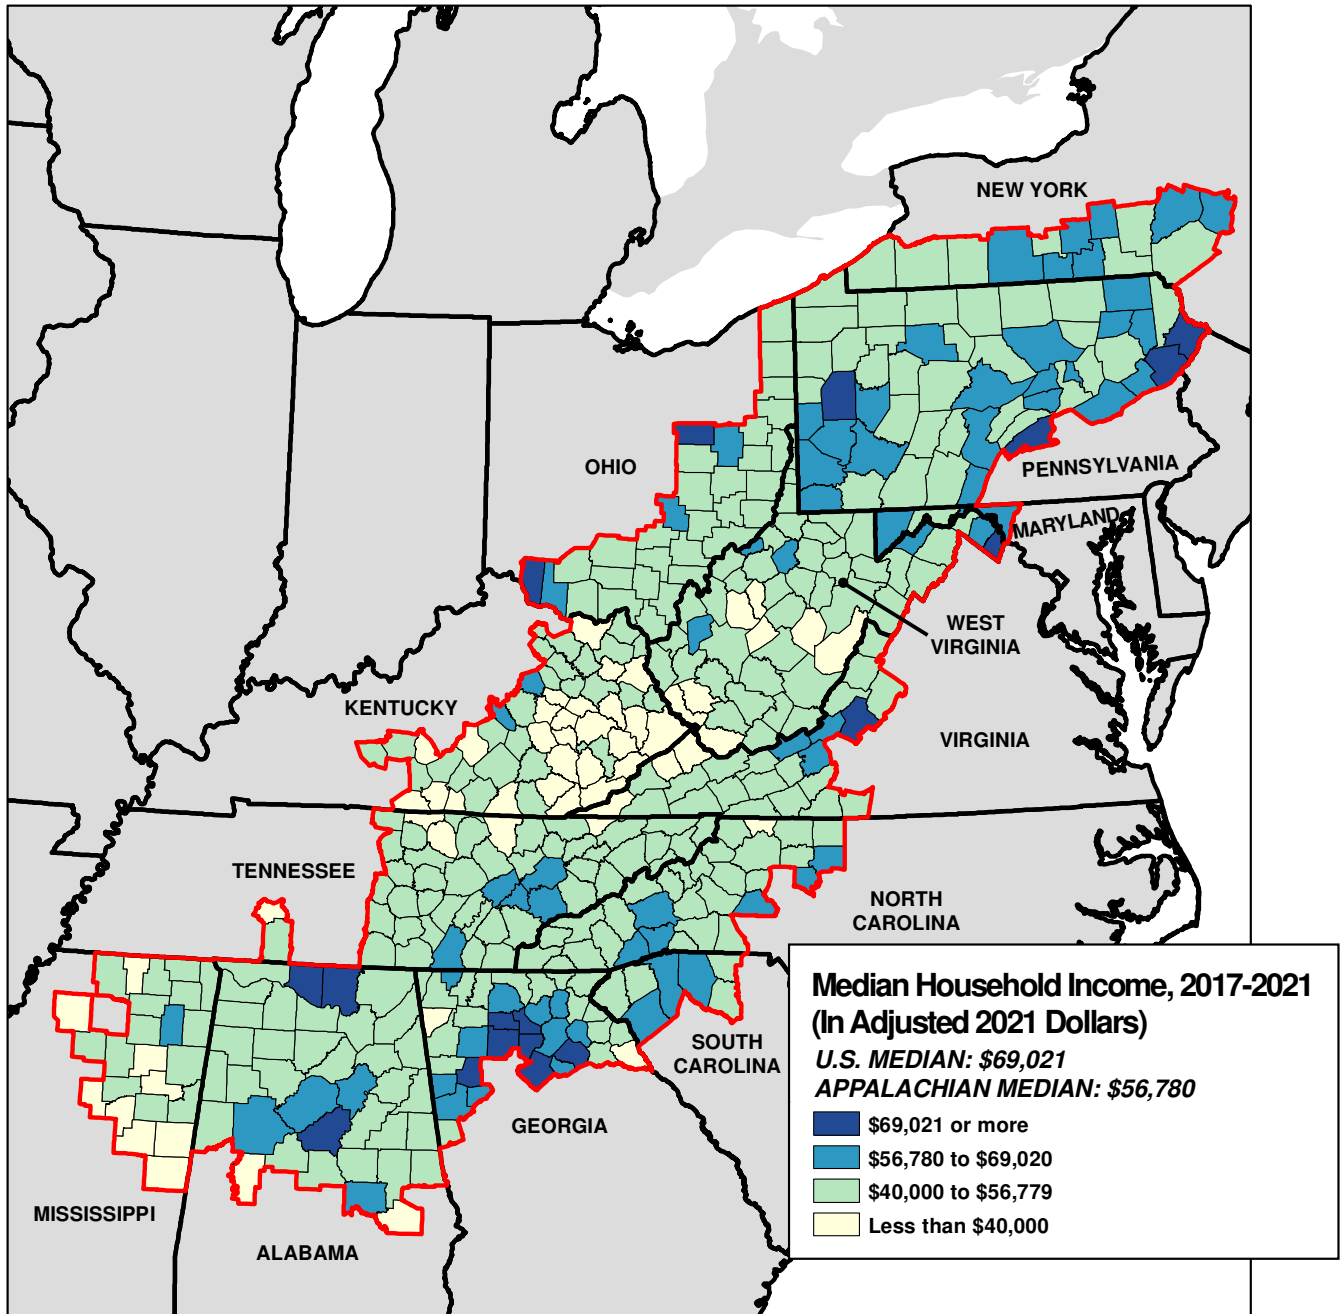 NEW YORK
OHIO
PENNSYLVANIA
MARYLAND
WEST
VIRGINIA
KENTUCKY
VIRGINIA
TENNESSEE
NORTH
CAROLINA
SOUTH
CAROLINA
GEORGIA
MISSISSIPPI
ALABAMA
Median Household Income, 2017-2021
(In Adjusted 2021 Dollars)
U.S. MEDIAN: $69,021
APPALACHIAN MEDIAN: $56,780
$69,021 or more
$56,780 to $69,020
$40,000 to $56,779
Less than $40,000